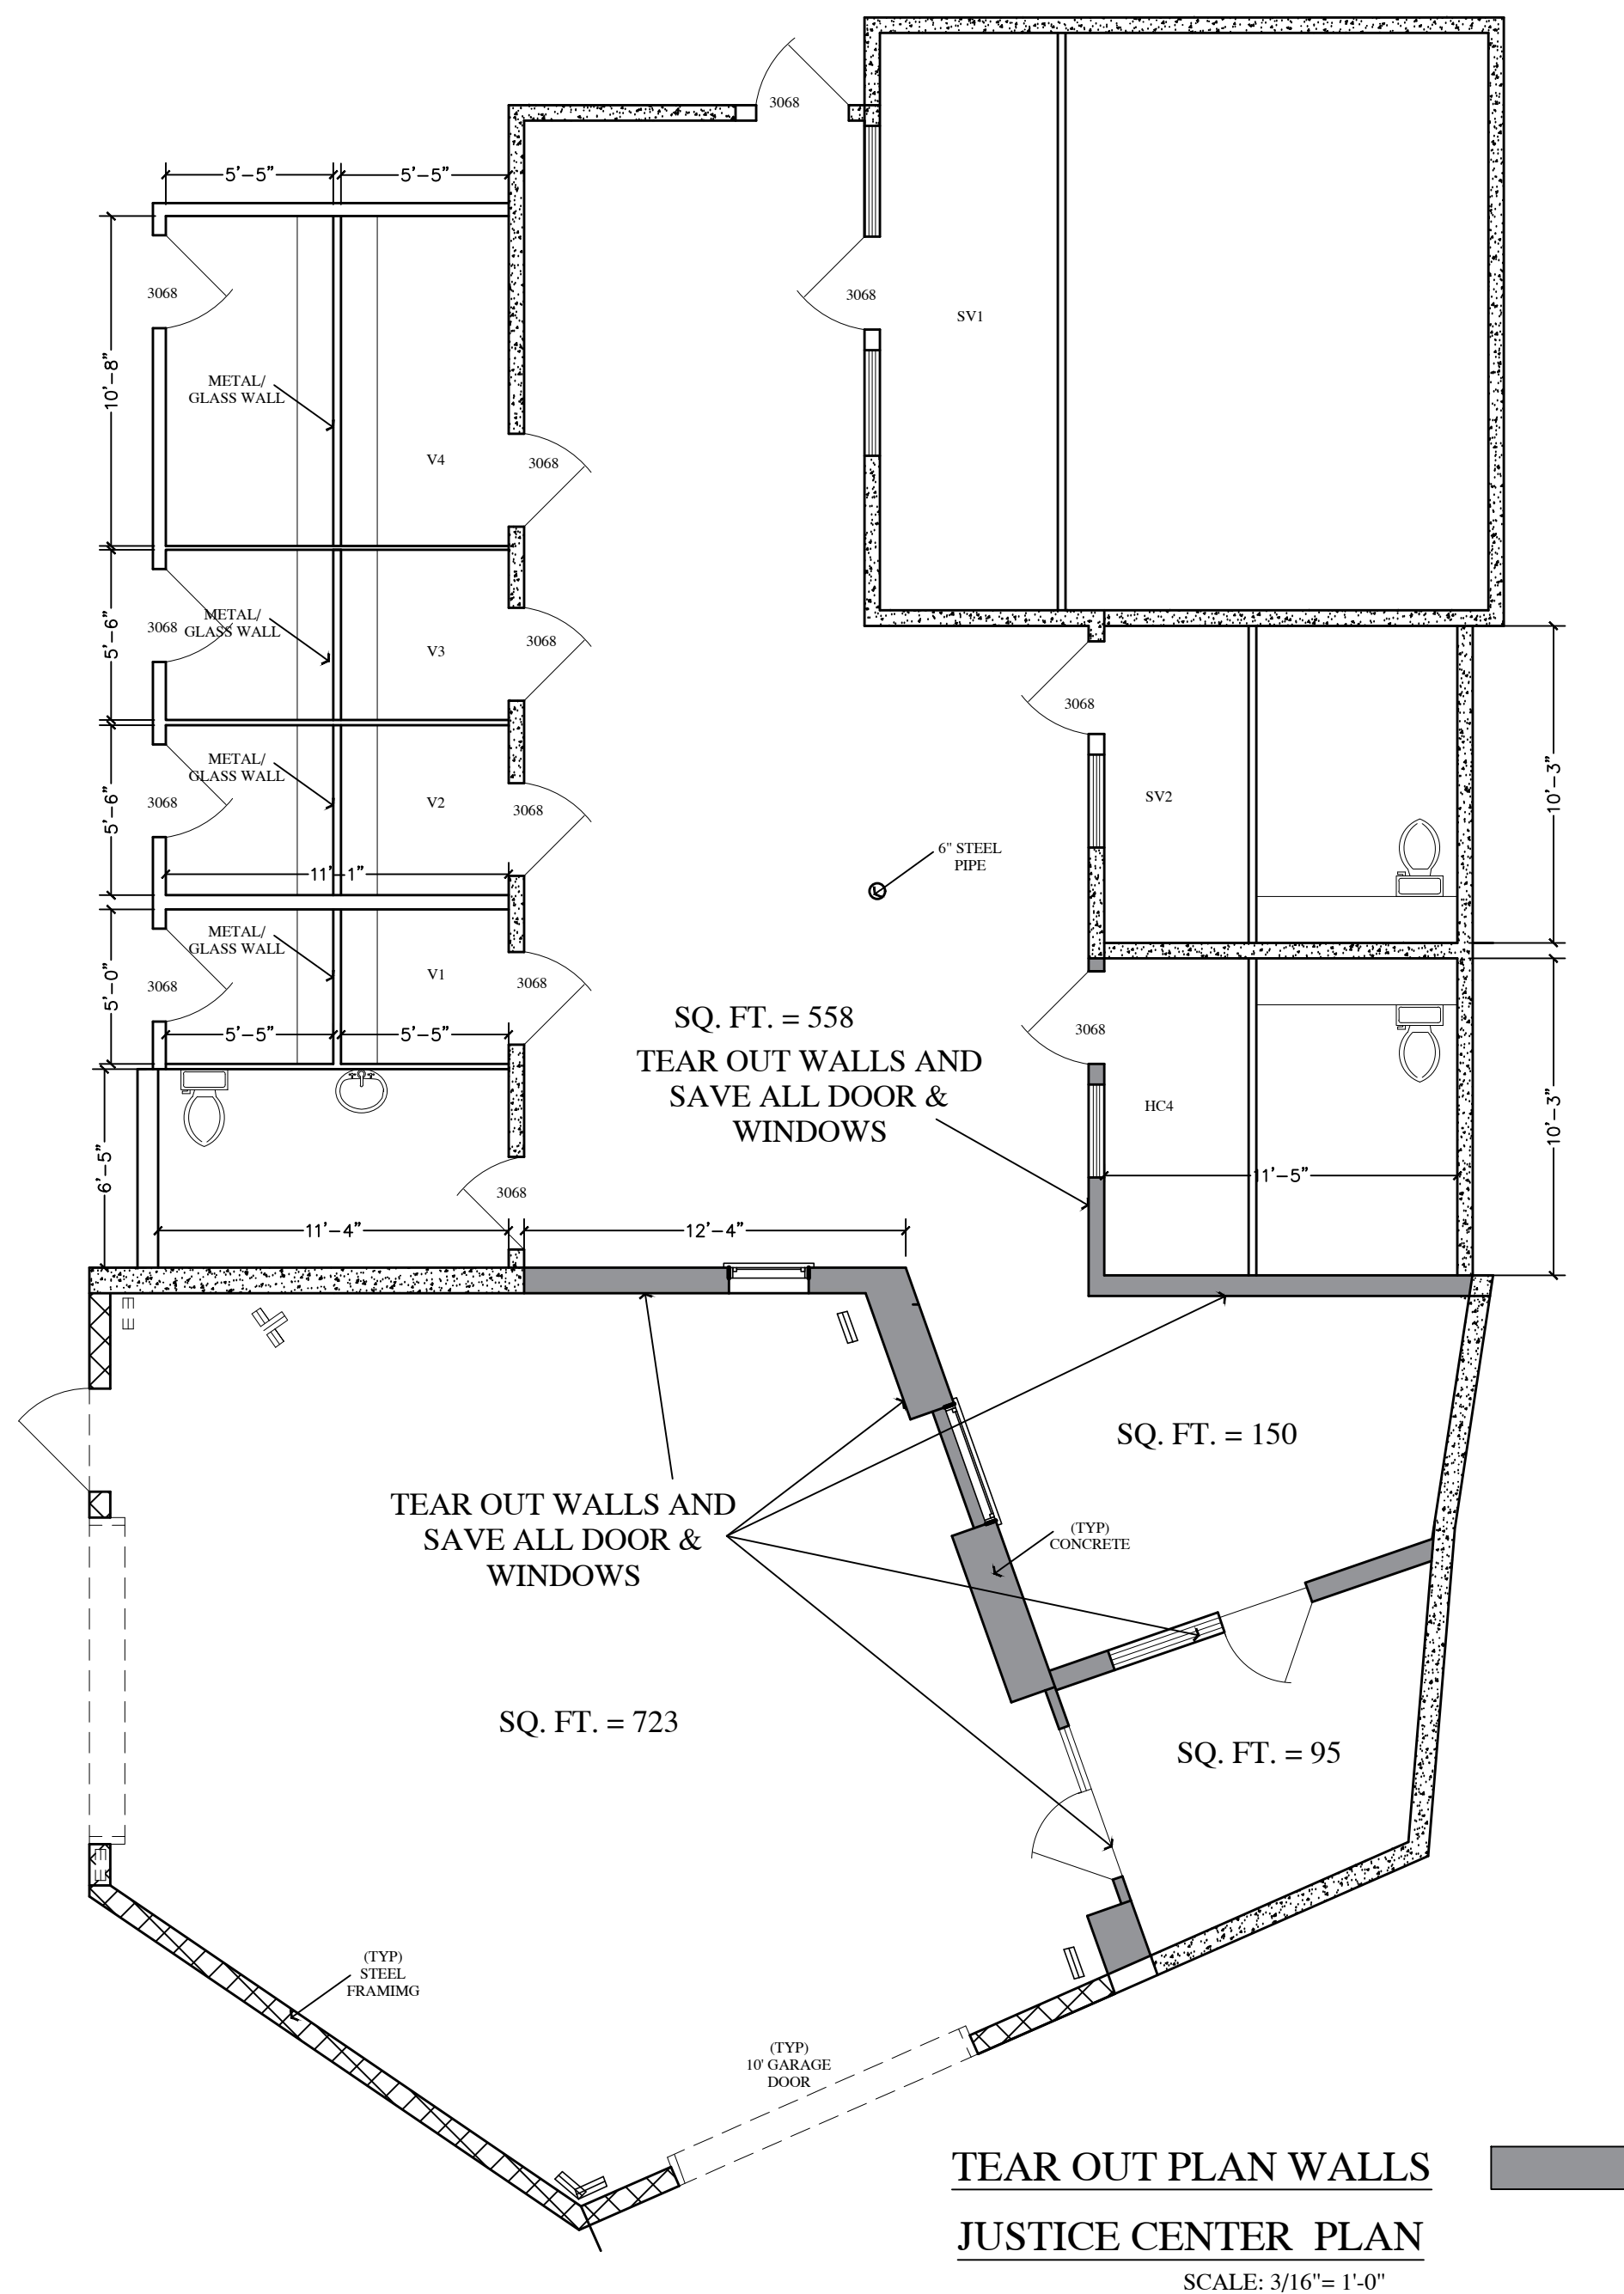 3068
5'-5"
5'-5"
3068
3068
SV1
10'-8"
METAL/
GLASS WALL
V4
3068
METAL/
GLASS WALL
3068
5'-6"
V3
3068
3068
METAL/
GLASS WALL
3068
5'-6"
V2
3068
SV2
10'-3"
6" STEEL
PIPE
11'-1"
METAL/
GLASS WALL
V1
3068
3068
5'-0"
5'-5"
5'-5"
SQ. FT. = 558
TEAR OUT WALLS AND
SAVE ALL DOOR &
WINDOWS
3068
HC4
10'-3"
11'-5"
6'-5"
3068
11'-4"
12'-4"
SQ. FT. = 150
TEAR OUT WALLS AND
SAVE ALL DOOR &
WINDOWS
(TYP)
CONCRETE
SQ. FT. = 723
SQ. FT. = 95
(TYP)
STEEL
FRAMIMG
(TYP)
10' GARAGE
DOOR
TEAR OUT PLAN WALLS
JUSTICE CENTER PLAN
SCALE: 3/16"= 1'-0"